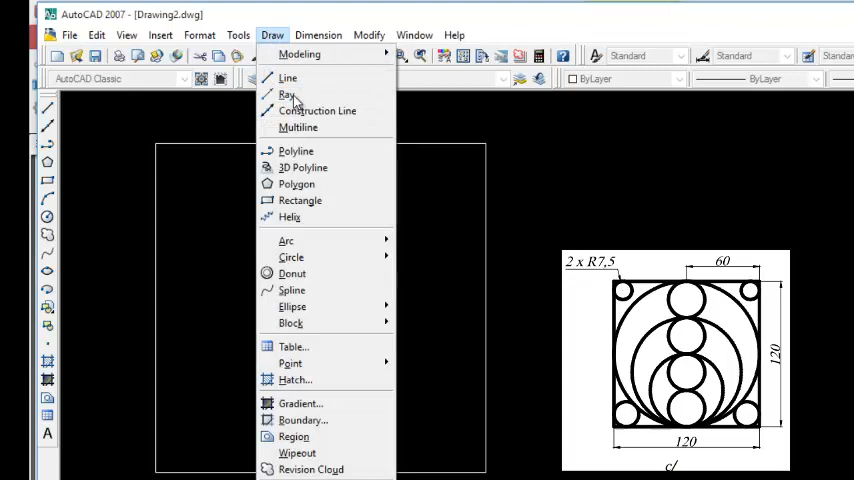 AutoCAD 2007 - [Drawing2.dwg]
File Edit View Insert Format Tools Draw Dimension Modify Window Help
Standard Standard
AutoCAD Classic ByLayer ByLayer
Modeling
Line
Ray
Construction Line
Multiline
Polyline
3D Polyline
Polygon
Rectangle
Helix
Arc
Circle
Donut
Spline
Ellipse
Block
Table...
Point
Hatch...
Gradient...
Boundary...
Region
Wipeout
Revision Cloud
A
2 x R7,5
60
120
120
c/